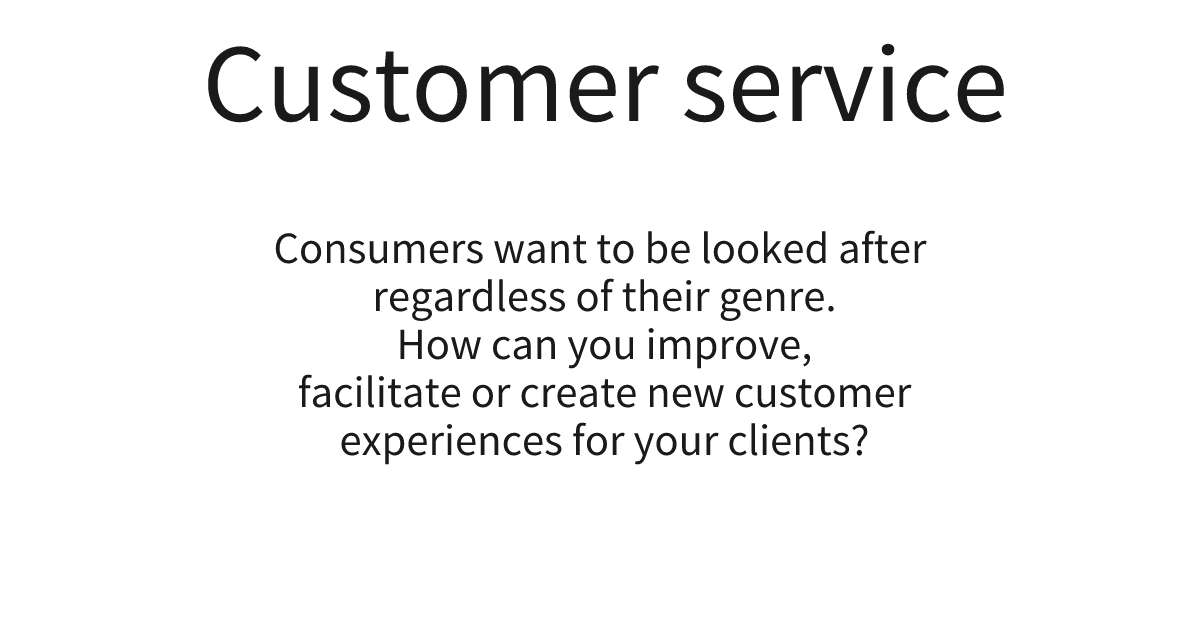 Customer service
Consumers want to be looked after
regardless of their genre.
How can you improve,
facilitate or create new customer
experiences for your clients?